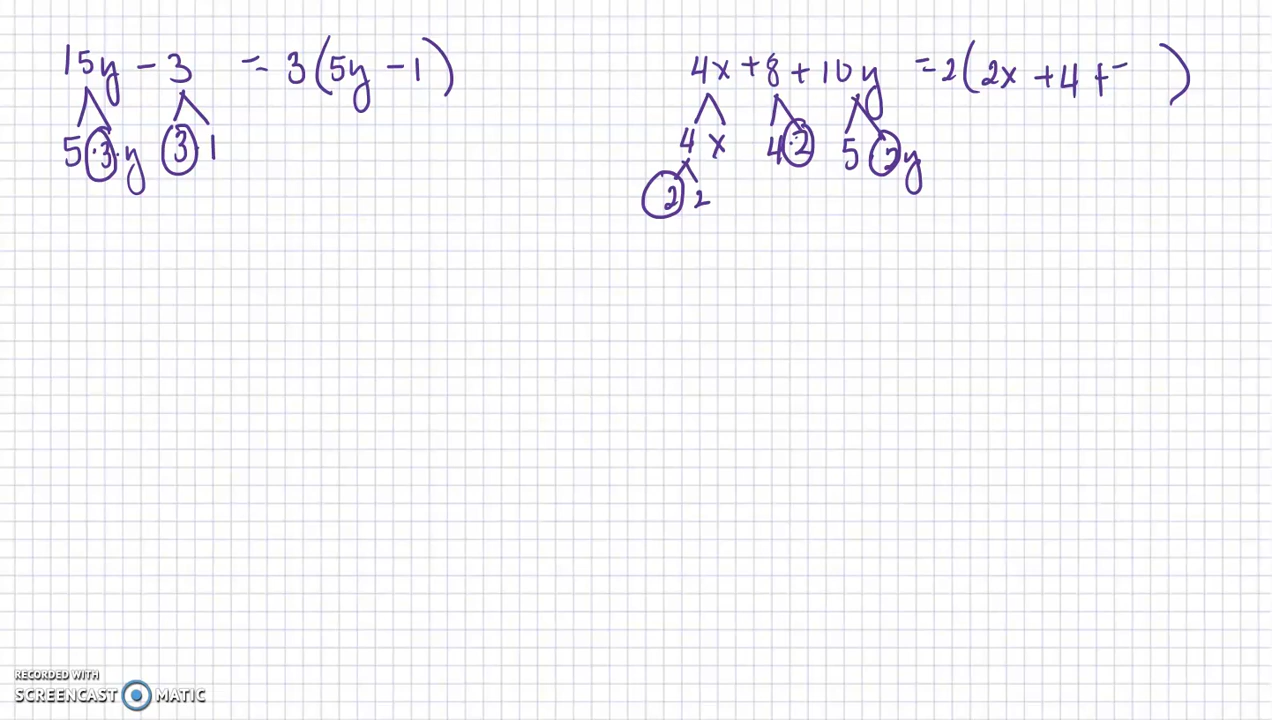 15y - 3 = 3(5y - 1)
4x + 8 + 10y = 2(2x + 4 + )
5 · 3 · y 3 · 1
4 x 4 · 2 5 · 2y
2 2
RECORDED WITH
SCREENCAST MATIC